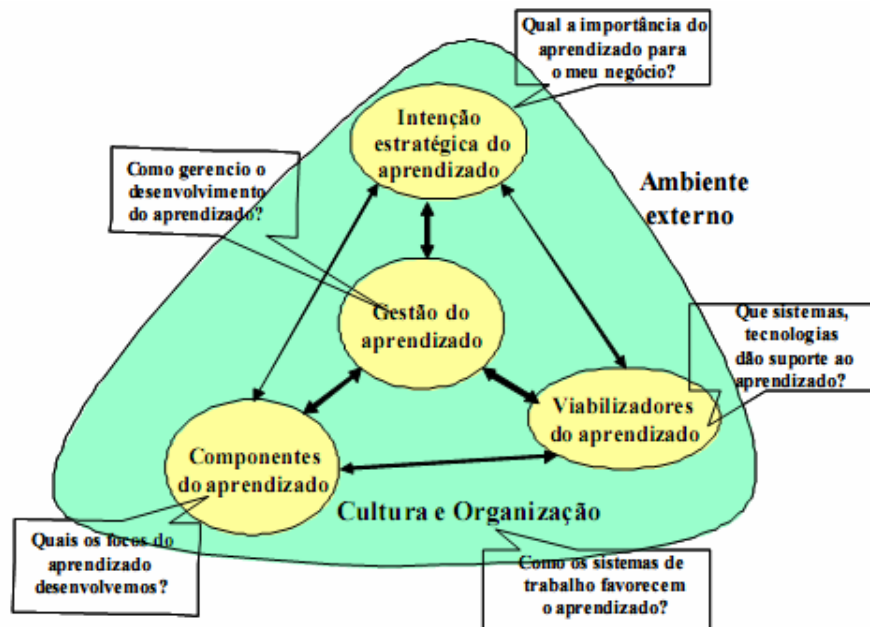 Qual a importância do
aprendizado para
o meu negócio?
Intenção
estratégica do
aprendizado
Como gerencio o
desenvolvimento
do aprendizado?
Ambiente
externo
Gestão do
aprendizado
Que sistemas,
tecnologias
dão suporte ao
aprendizado?
Viabilizadores
do aprendizado
Componentes
do aprendizado
Cultura e Organização
Quais os focos do
aprendizado
desenvolvemos?
Como os sistemas de
trabalho favorecem
o aprendizado?